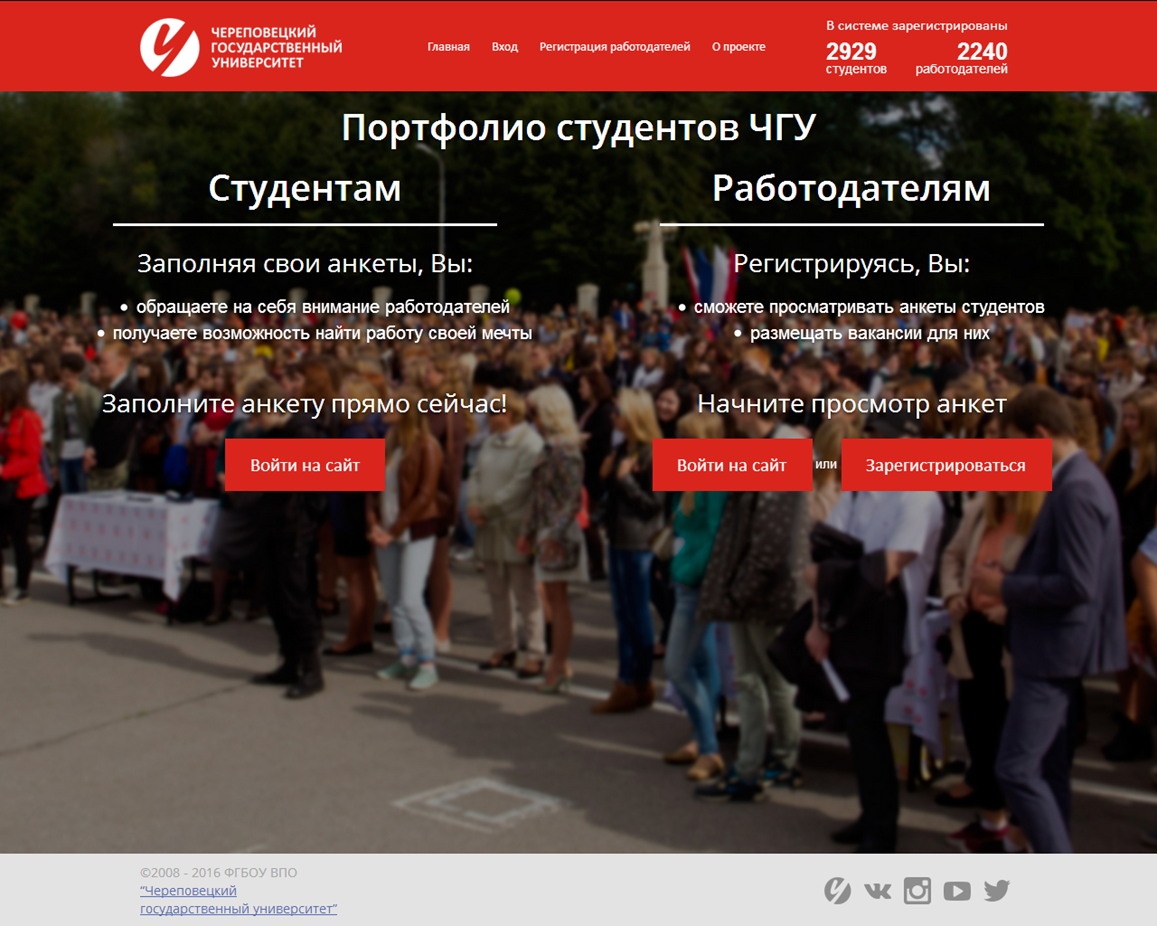 ЧЕРЕПОВЕЦКИЙ
ГОСУДАРСТВЕННЫЙ
УНИВЕРСИТЕТ
Главная Вход Регистрация работодателей О проекте
В системе зарегистрированы
2929 2240
студентов работодателей
Портфолио студентов ЧГУ
Студентам
Заполняя свои анкеты, Вы:
• обращаете на себя внимание работодателей
• получаете возможность найти работу своей мечты
Заполните анкету прямо сейчас!
Войти на сайт
Работодателям
Регистрируясь, Вы:
• сможете просматривать анкеты студентов
• размещать вакансии для них
Начните просмотр анкет
Войти на сайт или Зарегистрироваться
©2008 - 2016 ФГБОУ ВПО
“Череповецкий
государственный университет”